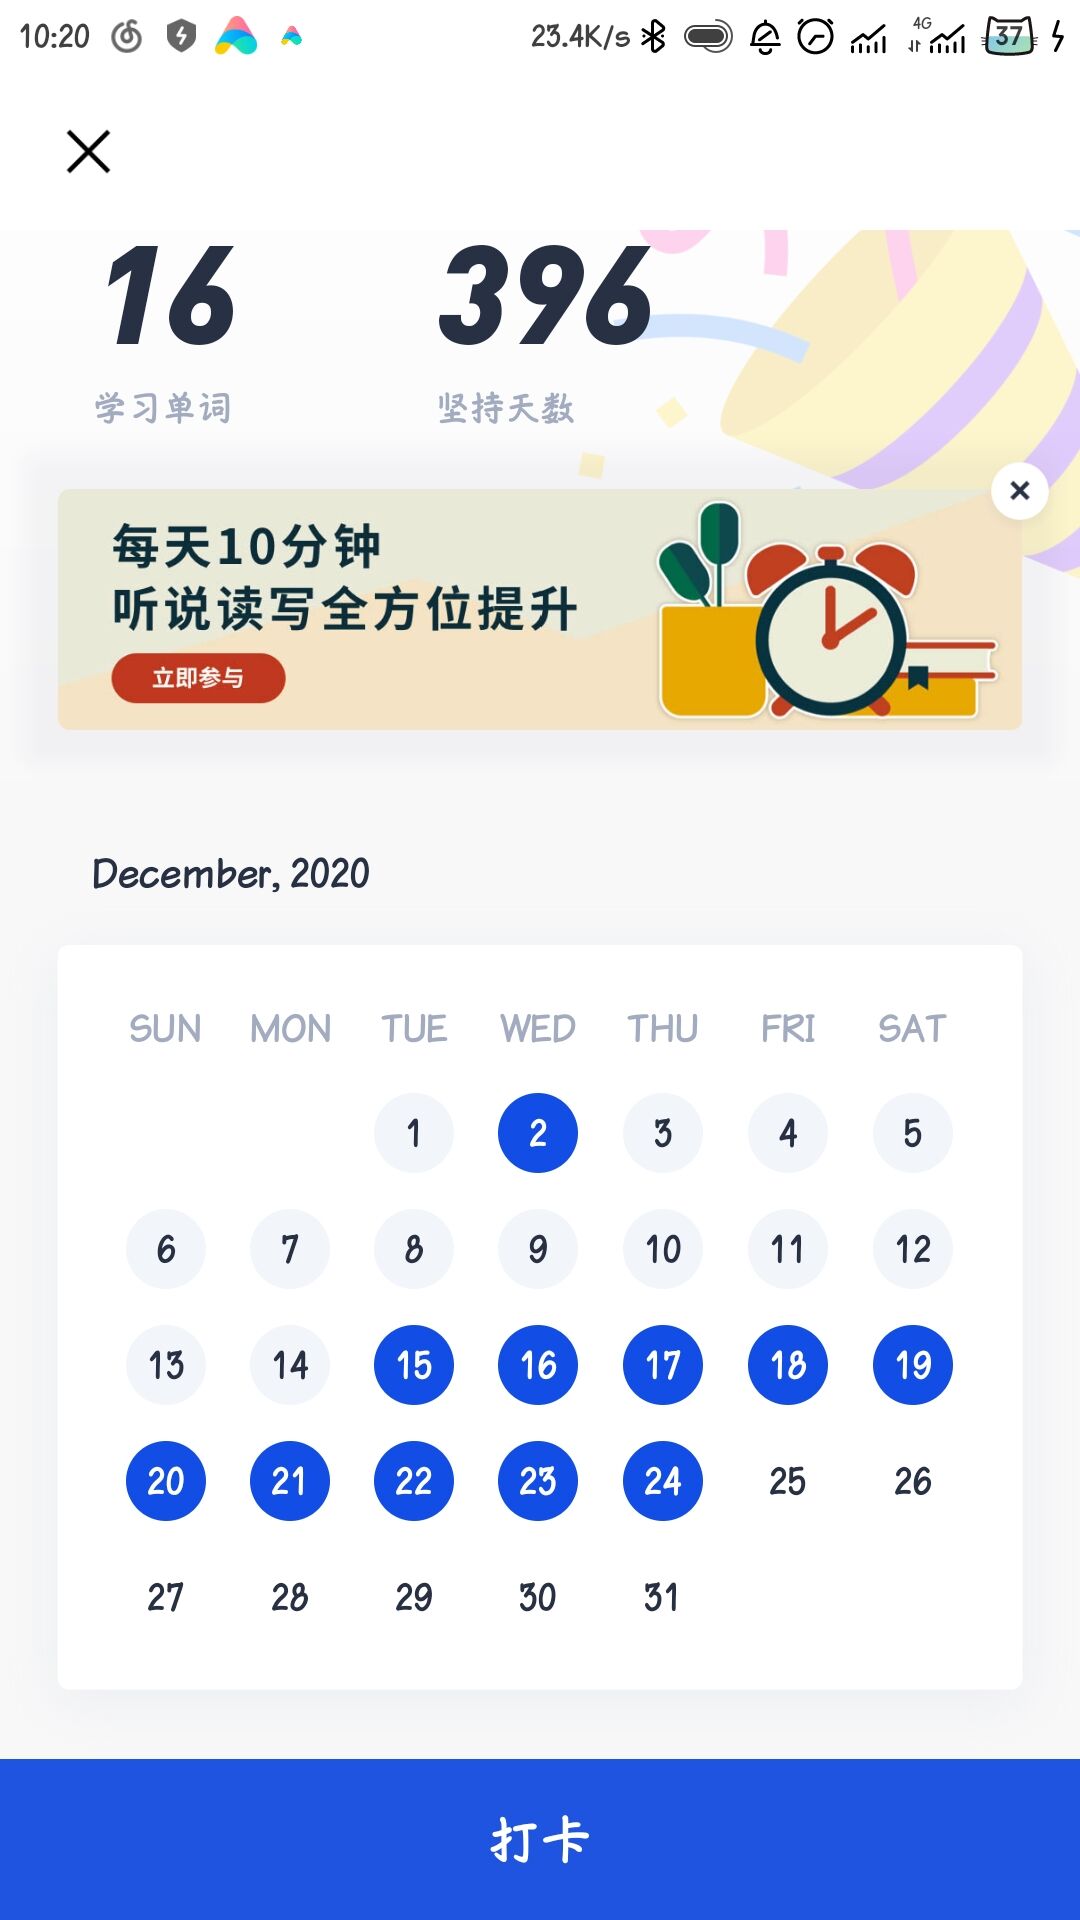 10:20 23.4K/s 4G 37
16 396
学习单词 坚持天数
每天10分钟
听说读写全方位提升
立即参与
December, 2020
SUN MON TUE WED THU FRI SAT
1 2 3 4 5
6 7 8 9 10 11 12
13 14 15 16 17 18 19
20 21 22 23 24 25 26
27 28 29 30 31
打卡